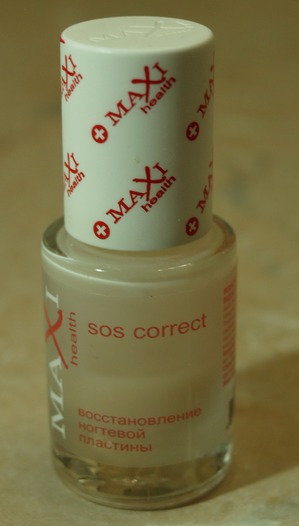 MAXI
health
MAXI
health
MAXI
health
sos correct
восстановление
ногтевой
пластины